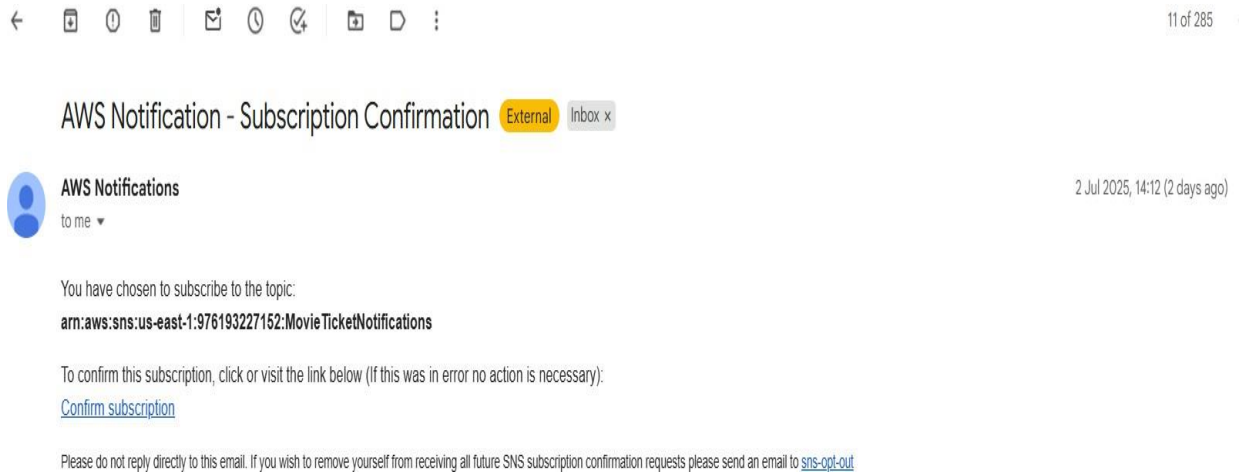 11 of 285
AWS Notification - Subscription Confirmation External Inbox x
AWS Notifications 2 Jul 2025, 14:12 (2 days ago)
to me
You have chosen to subscribe to the topic:
arn:aws:sns:us-east-1:976193227152:MovieTicketNotifications
To confirm this subscription, click or visit the link below (If this was in error no action is necessary):
Confirm subscription
Please do not reply directly to this email. If you wish to remove yourself from receiving all future SNS subscription confirmation requests please send an email to sns-opt-out